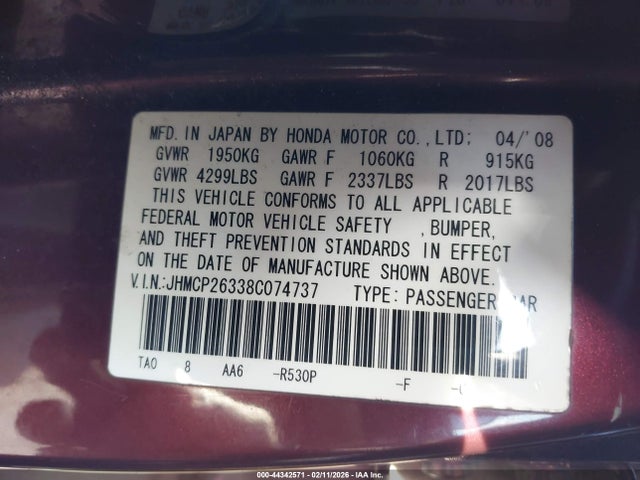 MFD. IN JAPAN BY HONDA MOTOR CO.,LTD; 04/'08
GVWR 1950KG GAWR F 1060KG R 915KG
GVWR 4299LBS GAWR F 2337LBS R 2017LBS
THIS VEHICLE CONFORMS TO ALL APPLICABLE
FEDERAL MOTOR VEHICLE SAFETY ,BUMPER,
AND THEFT PREVENTION STANDARDS IN EFFECT
ON THE DATE OF MANUFACTURE SHOWN ABOVE.
V.I.N.:JHMCP26338C074737 TYPE: PASSENGER CAR
TA0 8 AA6 -R530P -F
000-44342571 - 02/11/2026 - IAA Inc.